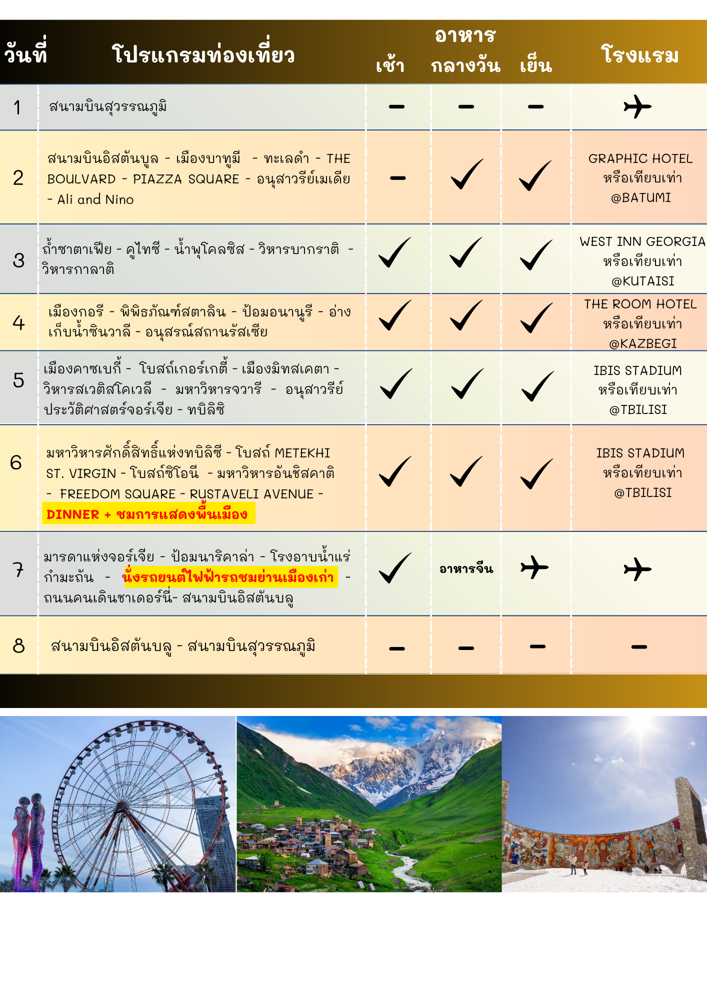 วันที่ โปรแกรมท่องเที่ยว อาหาร โรงแรม
เช้า กลางวัน เย็น
1 สนามบินสุวรรณภูมิ - - -
2 สนามบินอิสตันบูล - เมืองบาทูมี - ทะเลดำ - THE
BOULVARD - PIAZZA SQUARE - อนุสาวรีย์เมเดีย
- Ali and Nino
-
GRAPHIC HOTEL
หรือเทียบเท่า
@BATUMI
3 ถ้ำซาตาเฟีย - คูไทซี - น้ำพุโคลซิส - วิหารบากราติ -
วิหารกาลาติ
WEST INN GEORGIA
หรือเทียบเท่า
@KUTAISI
4 เมืองกอรี - พิพิธภัณฑ์สตาลิน - ป้อมอนานูรี - อ่าง
เก็บน้ำซินวาลี - อนุสรณ์สถานรัสเซีย
THE ROOM HOTEL
หรือเทียบเท่า
@KAZBEGI
5 เมืองคาซเบกี้ - โบสถ์เกอร์เกตี้ - เมืองมิทสเคตา -
วิหารสเวติสโคเวลี - มหาวิหารจวารี - อนุสาวรีย์
ประวัติศาสตร์จอร์เจีย - ทบิลิซิ
IBIS STADIUM
หรือเทียบเท่า
@TBILISI
6 มหาวิหารศักดิ์สิทธิ์แห่งทบิลิซี - โบสถ์ METEKHI
ST. VIRGIN - โบสถ์ซิโอนี - มหาวิหารอันชิสคาติ
- FREEDOM SQUARE - RUSTAVELI AVENUE -
DINNER + ชมการแสดงพื้นเมือง
IBIS STADIUM
หรือเทียบเท่า
@TBILISI
7 มารดาแห่งจอร์เจีย - ป้อมนาริคาล่า - โรงอาบน้ำแร่
กำมะถัน - นั่งรถยนต์ไฟฟ้ารถชมย่านเมืองเก่า -
ถนนคนเดินชาเดอร์นี่- สนามบินอิสตันบลู
อาหารจีน
8 สนามบินอิสตันบลู - สนามบินสุวรรณภูมิ - - - -